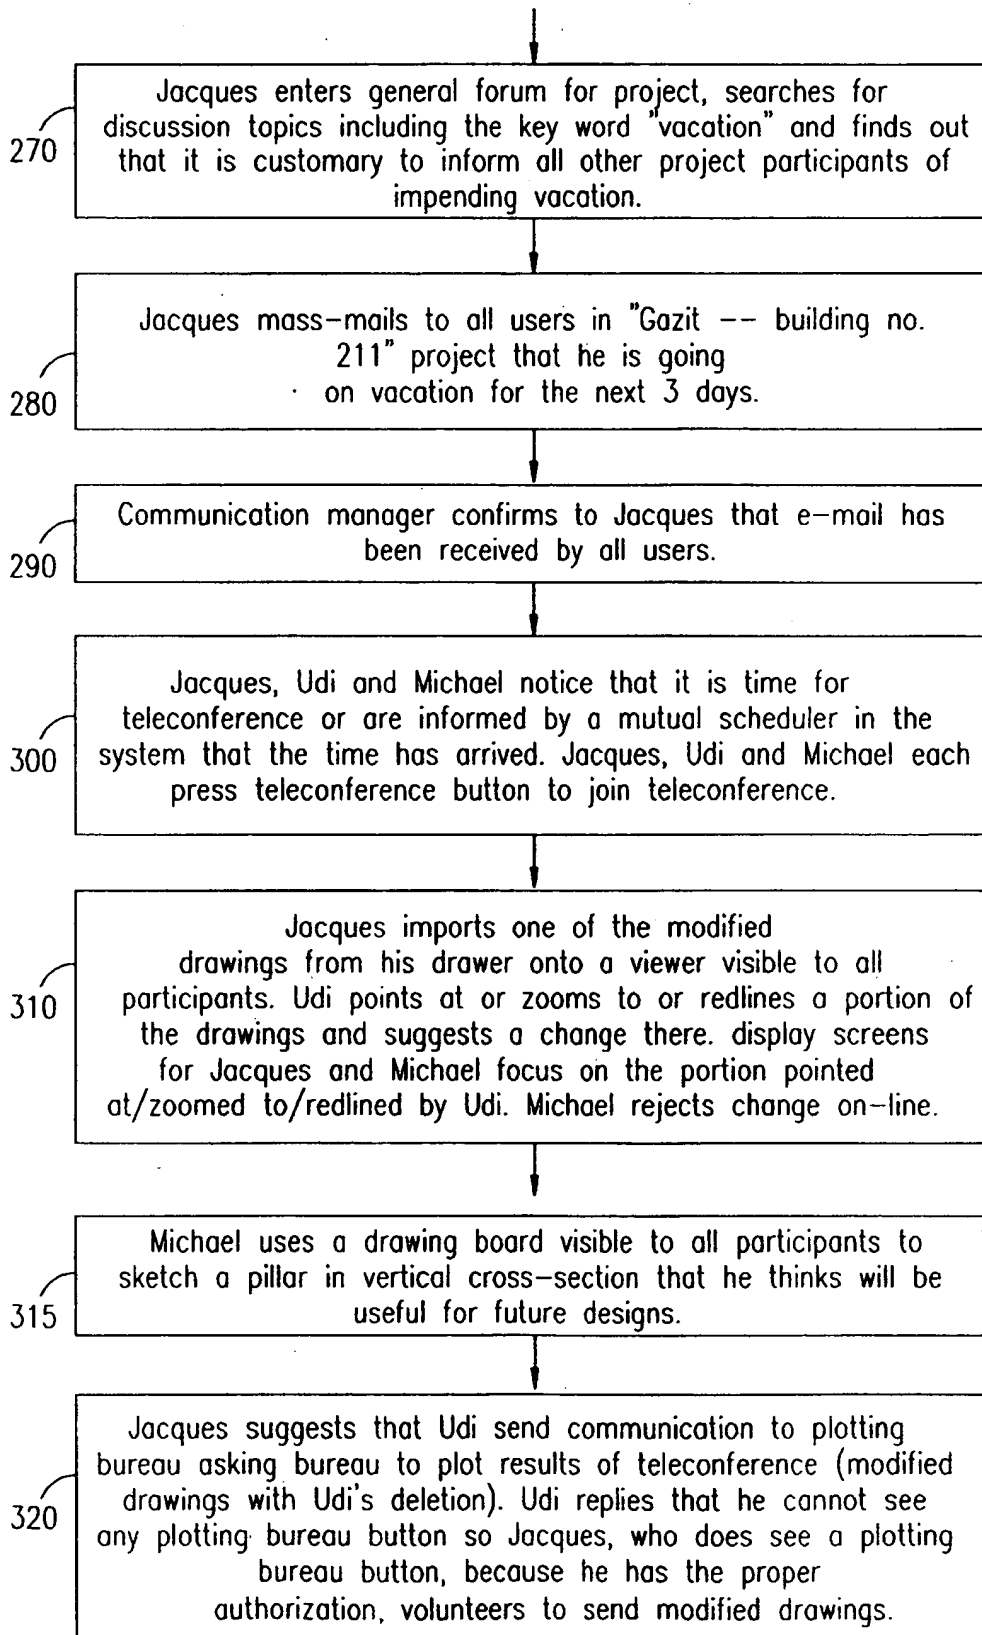 Jacques enters general forum for project, searches for
discussion topics including the key word "vacation" and finds out
that it is customary to inform all other project participants of
impending vacation.
270
Jacques mass-mails to all users in "Gazit -- building no.
211" project that he is going
on vacation for the next 3 days.
280
Communication manager confirms to Jacques that e-mail has
been received by all users.
290
Jacques, Udi and Michael notice that it is time for
teleconference or are informed by a mutual scheduler in the
system that the time has arrived. Jacques, Udi and Michael each
press teleconference button to join teleconference.
300
Jacques imports one of the modified
drawings from his drawer onto a viewer visible to all
participants. Udi points at or zooms to or redlines a portion of
the drawings and suggests a change there. display screens
for Jacques and Michael focus on the portion pointed
at/zoomed to/redlined by Udi. Michael rejects change on-line.
310
Michael uses a drawing board visible to all participants to
sketch a pillar in vertical cross-section that he thinks will be
useful for future designs.
315
Jacques suggests that Udi send communication to plotting
bureau asking bureau to plot results of teleconference (modified
drawings with Udi's deletion). Udi replies that he cannot see
any plotting bureau button so Jacques, who does see a plotting
bureau button, because he has the proper
authorization, volunteers to send modified drawings.
320